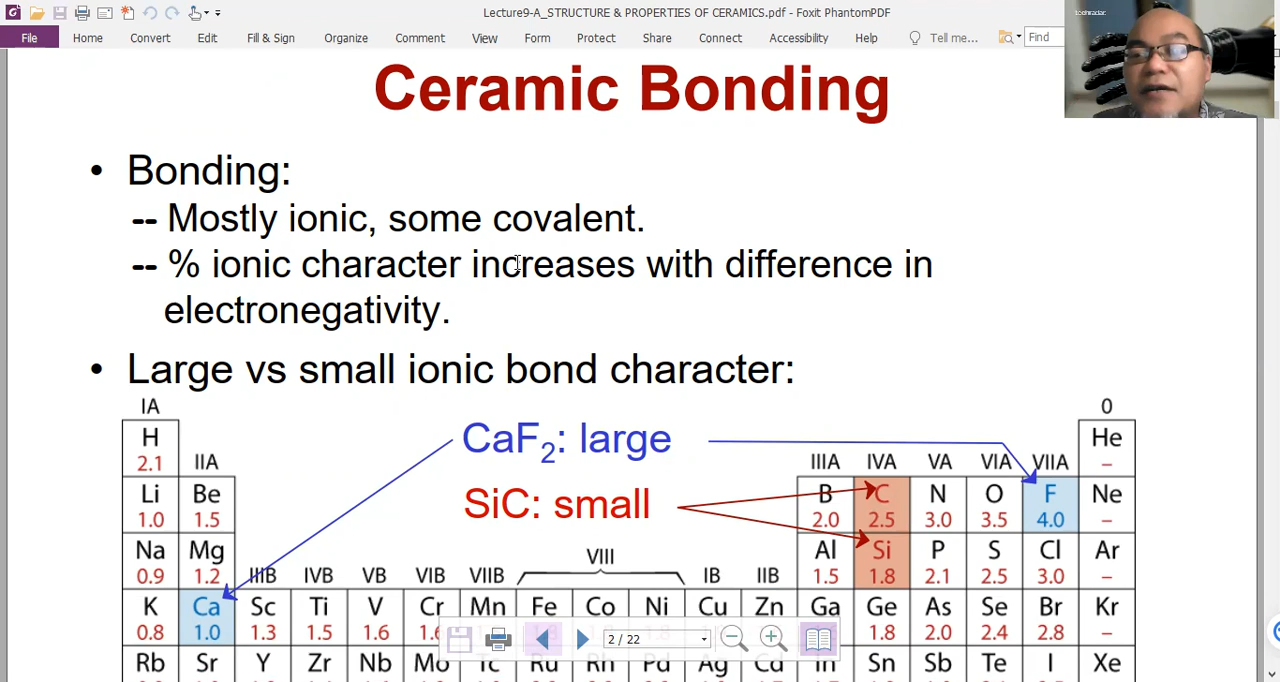 Lecture9-A_STRUCTURE & PROPERTIES OF CERAMICS.pdf - Foxit PhantomPDF
File Home Convert Edit Fill & Sign Organize Comment View Form Protect Share Connect Accessibility Help Tell me... Find
Ceramic Bonding
• Bonding:
-- Mostly ionic, some covalent.
-- % ionic character increases with difference in
electronegativity.
• Large vs small ionic bond character:
IA 0
H CaF2: large He
2.1 IIA IIIA IVA VA VIA VIIA –
Li Be SiC: small B C N O F Ne
1.0 1.5 2.0 2.5 3.0 3.5 4.0 –
Na Mg VIII Al Si P S Cl Ar
0.9 1.2 IIIB IVB VB VIB VIIB IB IIB 1.5 1.8 2.1 2.5 3.0 –
K Ca Sc Ti V Cr Mn Fe Co Ni Cu Zn Ga Ge As Se Br Kr
0.8 1.0 1.3 1.5 1.6 2 / 22 1.8 2.0 2.4 2.8 –
Rb Sr Y Zr Nb Mo Tc Ru Rh Pd Ag Cd In Sn Sb Te I Xe